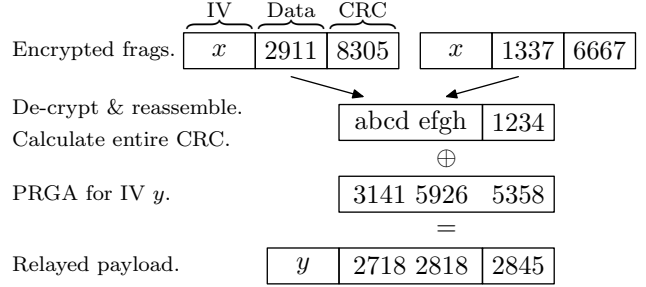 IV Data CRC
Encrypted frags. x 2911 8305 x 1337 6667
De-crypt & reassemble.
Calculate entire CRC.
abcd efgh 1234
⊕
PRGA for IV y. 3141 5926 5358
=
Relayed payload. y 2718 2818 2845